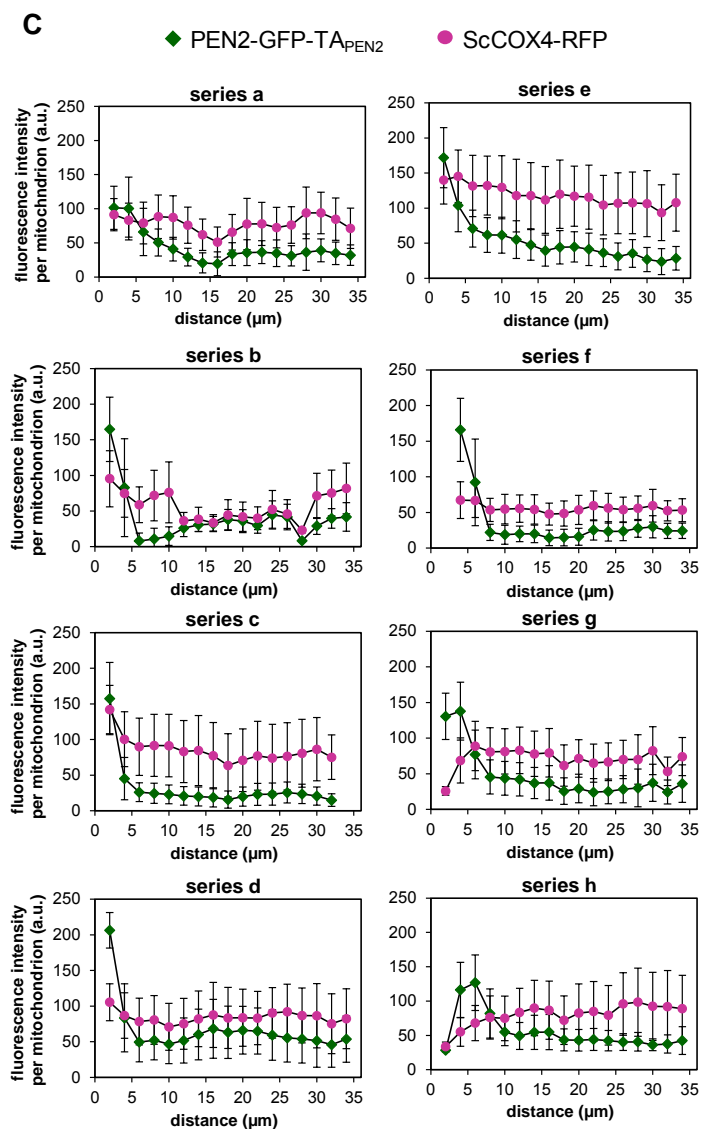 C
PEN2-GFP-TAPEN2 ScCOX4-RFP
series a
fluorescence intensity
per mitochndrion (a.u.)
250
200
150
100
50
0
0 5 10 15 20 25 30 35
distance (µm)
series e
250
200
150
100
50
0
0 5 10 15 20 25 30 35
distance (µm)
series b
fluorescence intensity
per mitochondrion (a.u.)
250
200
150
100
50
0
0 5 10 15 20 25 30 35
distance (µm)
series f
250
200
150
100
50
0
0 5 10 15 20 25 30 35
distance (µm)
series c
fluorescence intensity
per mitochondrion (a.u.)
250
200
150
100
50
0
0 5 10 15 20 25 30 35
distance (µm)
series g
250
200
150
100
50
0
0 5 10 15 20 25 30 35
distance (µm)
series d
fluorescence intensity
per mitochondrion (a.u.)
250
200
150
100
50
0
0 5 10 15 20 25 30 35
distance (µm)
series h
250
200
150
100
50
0
0 5 10 15 20 25 30 35
distance (µm)